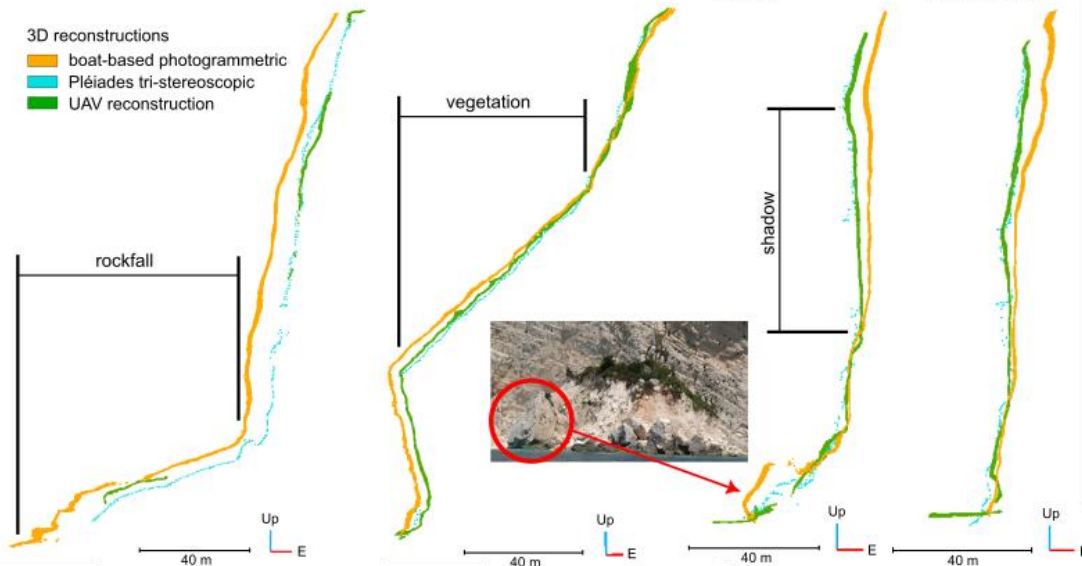 3D reconstructions
boat-based photogrammetric
Pléiades tri-stereoscopic
UAV reconstruction
vegetation
rockfall
shadow
Up
E
40 m
Up
E
40 m
Up
E
40 m
Up
40 m